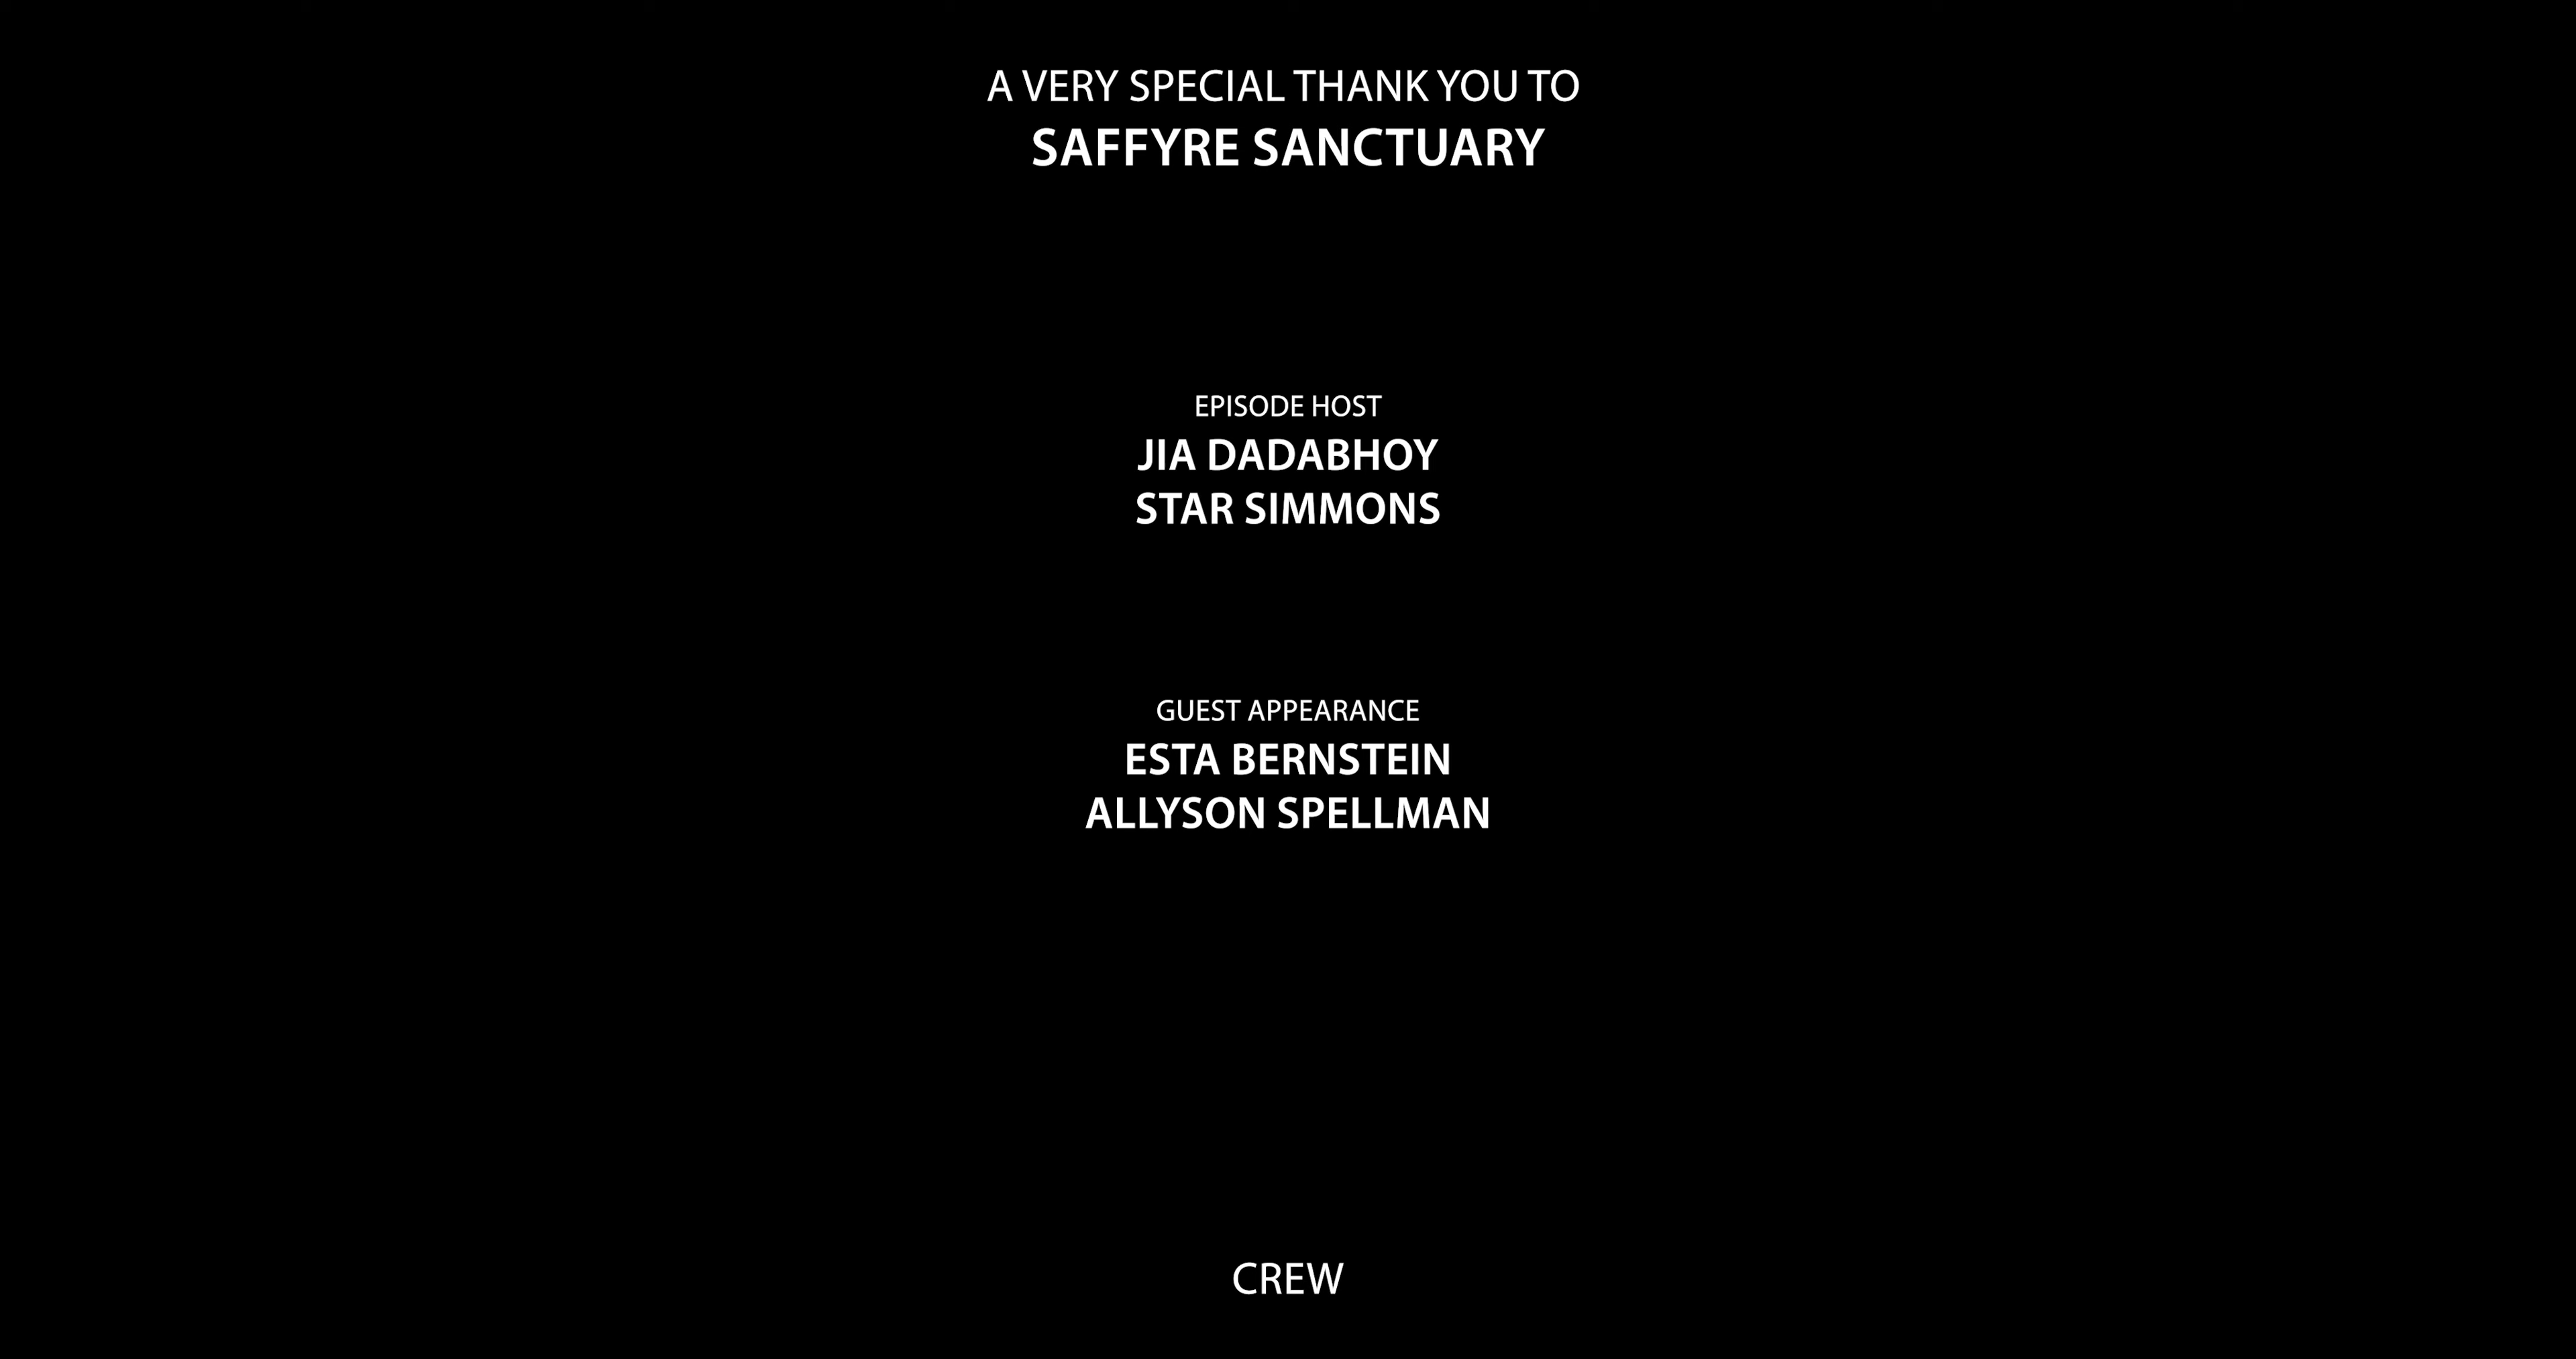 A VERY SPECIAL THANK YOU TO
SAFFYRE SANCTUARY
EPISODE HOST
JIA DADABHOY
STAR SIMMONS
GUEST APPEARANCE
ESTA BERNSTEIN
ALLYSON SPELLMAN
CREW